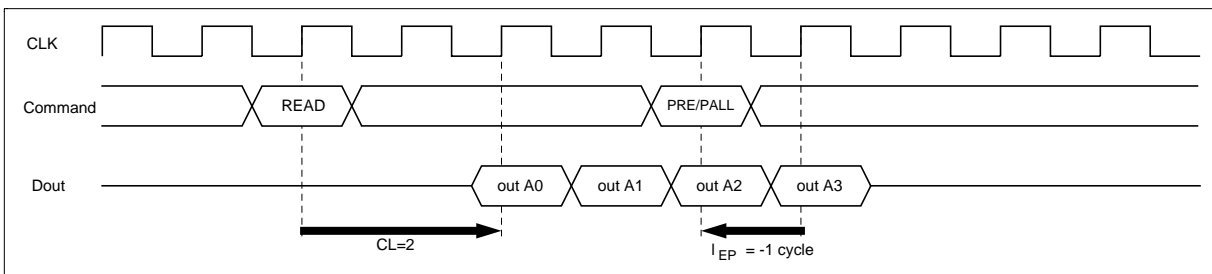 CLK
Command
READ
PRE/PALL
Dout
out A0
out A1
out A2
out A3
CL=2
l EP = -1 cycle